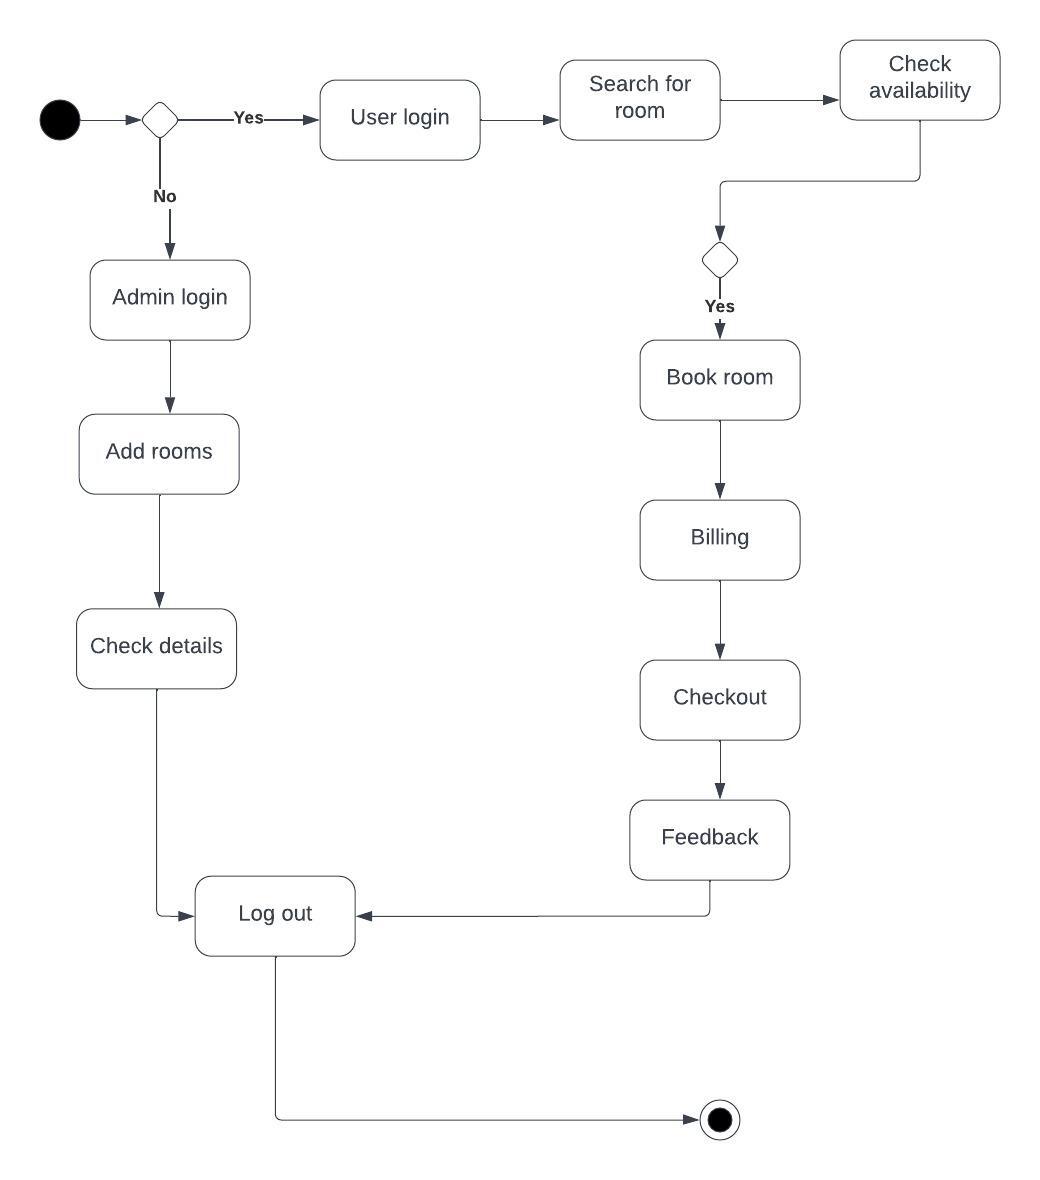 Yes
User login
Search for
room
Check
availability
No
Admin login
Yes
Book room
Add rooms
Billing
Check details
Checkout
Feedback
Log out